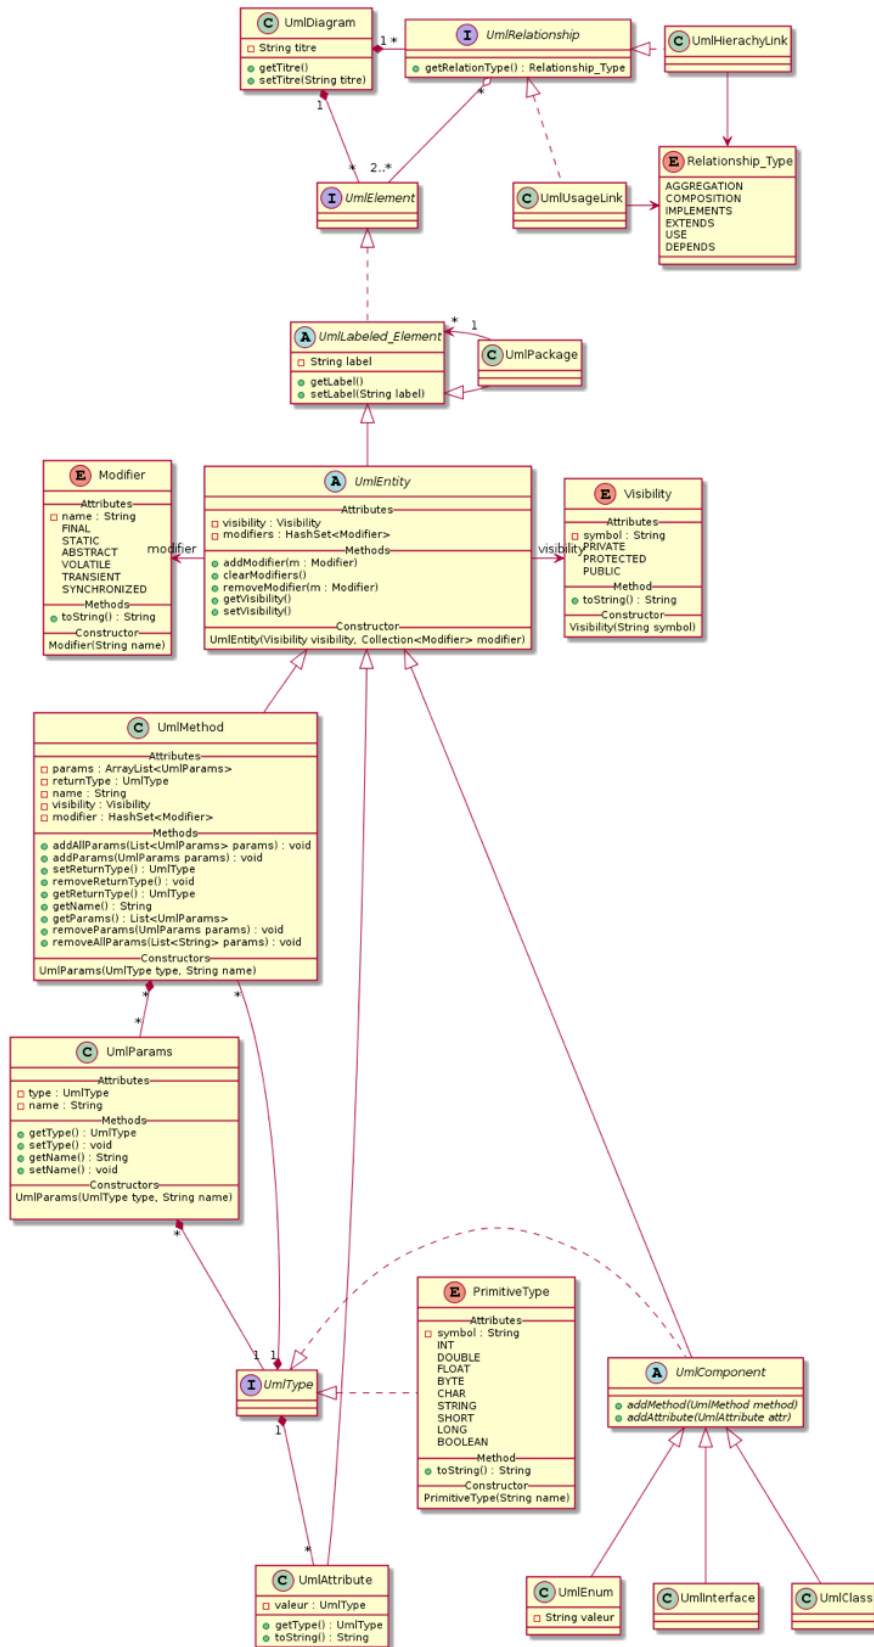 C UmlDiagram
String titre
getTitre()
setTitre(String titre)
1 *
I UmlRelationship
getRelationType() : Relationship_Type
C UmlHierachyLink
1
*
*
2..*
I UmlElement
C UmlUsageLink
E Relationship_Type
AGGREGATION
COMPOSITION
IMPLEMENTS
EXTENDS
USE
DEPENDS
A UmlLabeled_Element
String label
getLabel()
setLabel(String label)
* 1
C UmlPackage
E Modifier
Attributes
name : String
FINAL
STATIC
ABSTRACT
VOLATILE
TRANSIENT
SYNCHRONIZED
Methods
toString() : String
Constructor
Modifier(String name)
modifier
A UmlEntity
Attributes
visibility : Visibility
modifiers : HashSet<Modifier>
Methods
addModifier(m : Modifier)
clearModifiers()
removeModifier(m : Modifier)
getVisibility()
setVisibility()
Constructor
UmlEntity(Visibility visibility, Collection<Modifier> modifier)
visibility
E Visibility
Attributes
symbol : String
PRIVATE
PROTECTED
PUBLIC
Method
toString() : String
Constructor
Visibility(String symbol)
C UmlMethod
Attributes
params : ArrayList<UmlParams>
returnType : UmlType
name : String
visibility : Visibility
modifier : HashSet<Modifier>
Methods
addAllParams(List<UmlParams> params) : void
addParams(UmlParams params) : void
setReturnType() : UmlType
removeReturnType() : void
getReturnType() : UmlType
getName() : String
getParams() : List<UmlParams>
removeParams(UmlParams params) : void
removeAllParams(List<String> params) : void
Constructors
UmlParams(UmlType type, String name)
*
*
*
C UmlParams
Attributes
type : UmlType
name : String
Methods
getType() : UmlType
setType() : void
getName() : String
setName() : void
Constructors
UmlParams(UmlType type, String name)
*
1
1
I UmlType
1
*
E PrimitiveType
Attributes
symbol : String
INT
DOUBLE
FLOAT
BYTE
CHAR
STRING
SHORT
LONG
BOOLEAN
Method
toString() : String
Constructor
PrimitiveType(String name)
A UmlComponent
addMethod(UmlMethod method)
addAttribute(UmlAttribute attr)
C UmlAttribute
valeur : UmlType
getType() : UmlType
toString() : String
C UmlEnum
String valeur
C UmlInterface
C UmlClass